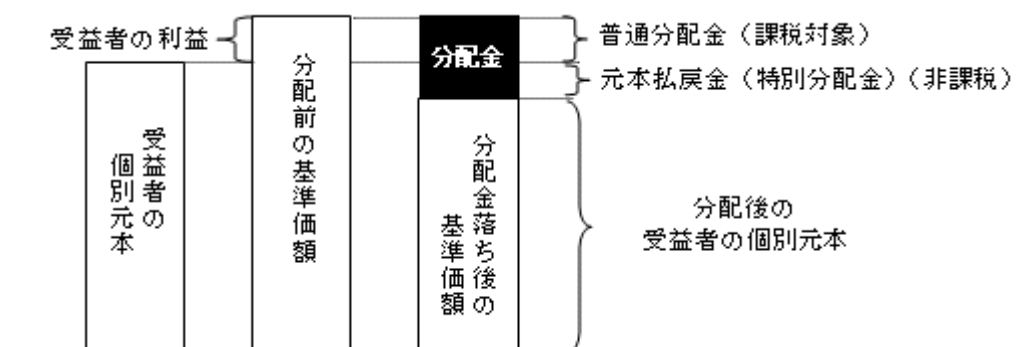 受益者の利益
普通分配金（課税対象）
元本払戻金（特別分配金）（非課税）
分配金
受益者の
個別元本
分配前の基準価額
分配金落ち後の
基準価額
分配後の
受益者の個別元本